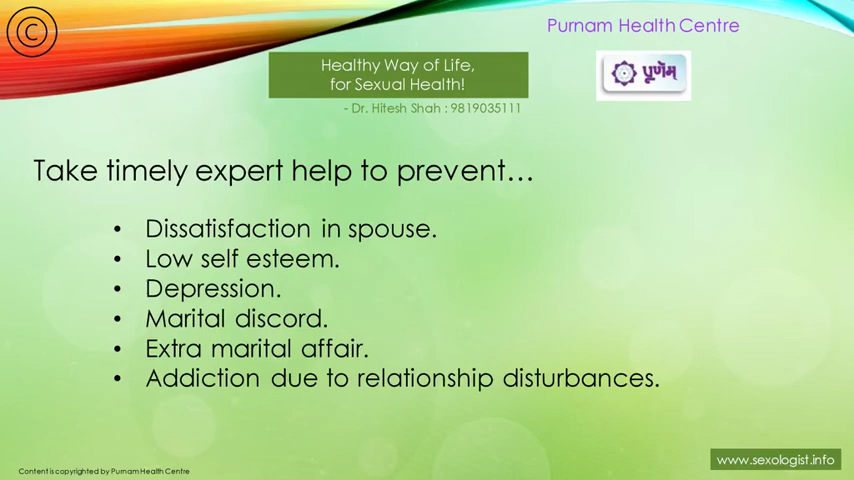 ©
Purnam Health Centre
Healthy Way of Life,
for Sexual Health!
- Dr. Hitesh Shah : 9819035111
पूर्णम्
Take timely expert help to prevent...
• Dissatisfaction in spouse.
• Low self esteem.
• Depression.
• Marital discord.
• Extra marital affair.
• Addiction due to relationship disturbances.
www.sexologist.info
Content is copyrighted by Purnam Health Centre